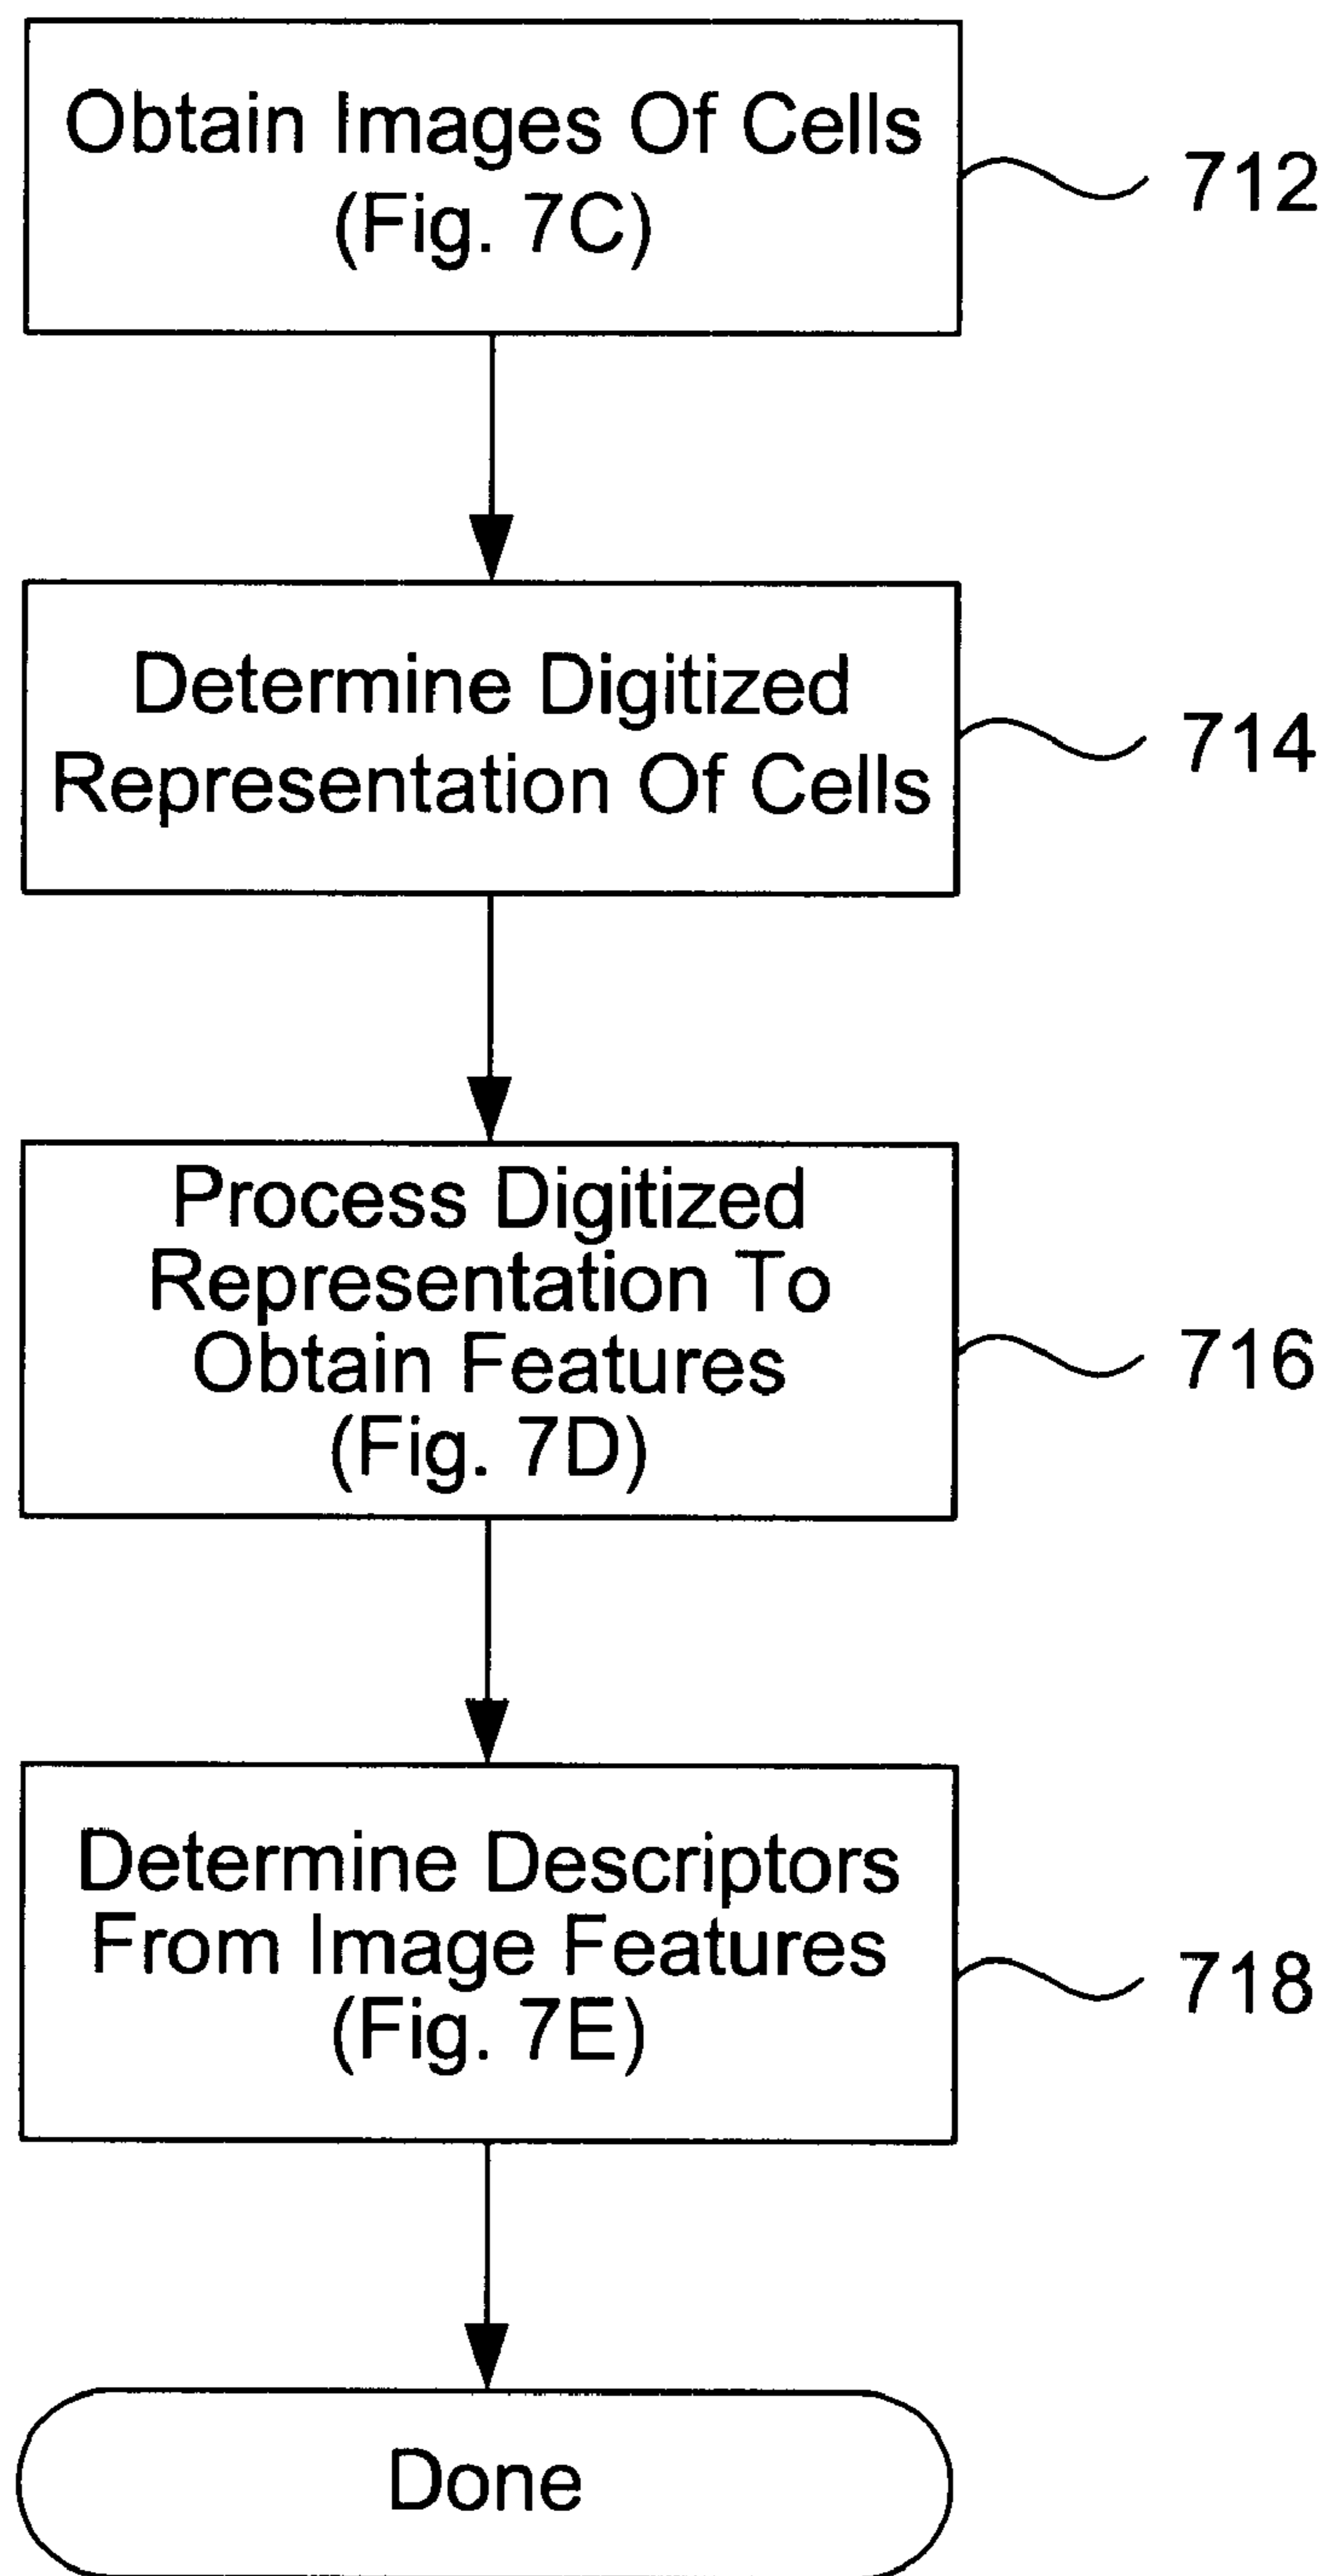 Obtain Images Of Cells
(Fig. 7C)
712
Determine Digitized
Representation Of Cells
714
Process Digitized
Representation To
Obtain Features
(Fig. 7D)
716
Determine Descriptors
From Image Features
(Fig. 7E)
718
Done